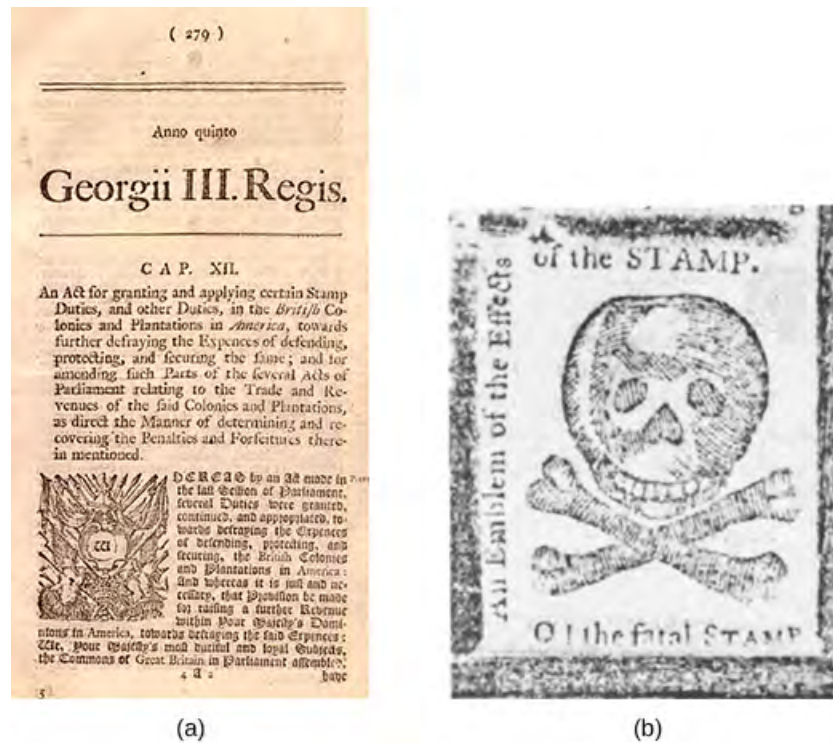 ( 279 )
Anno quinto
Georgii III. Regis.
C A P. XII.
An Act for granting and applying certain Stamp
Duties, and other Duties, in the British Co-
lonies and Plantations in America, towards
further defraying the Expences of defending,
protecting, and securing the same; and for
amending such Parts of the several Acts of
Parliament relating to the Trade and Re-
venues of the said Colonies and Plantations,
as direct the Manner of determining and re-
covering the Penalties and Forfeitures there-
in mentioned.
WHEREAS by an Act made in
the last Session of Parliament,
several Duties were granted,
continued, and appropriated, to-
wards defraying the Expences
of defending, protecting, and
securing, the British Colonies
and Plantations in America:
And whereas it is just and ne-
cessary, that Provision be made
for raising a further Revenue
within Your Majesty's Domi-
nions in America, towards defraying the said Expences:
We, Your Majesty's most dutiful and loyal Subjects,
the Commons of Great Britain in Parliament assembled,
4 A 2
have
5
(a)
An Emblem of the Effects
of the STAMP.
O! the fatal STAMP
(b)